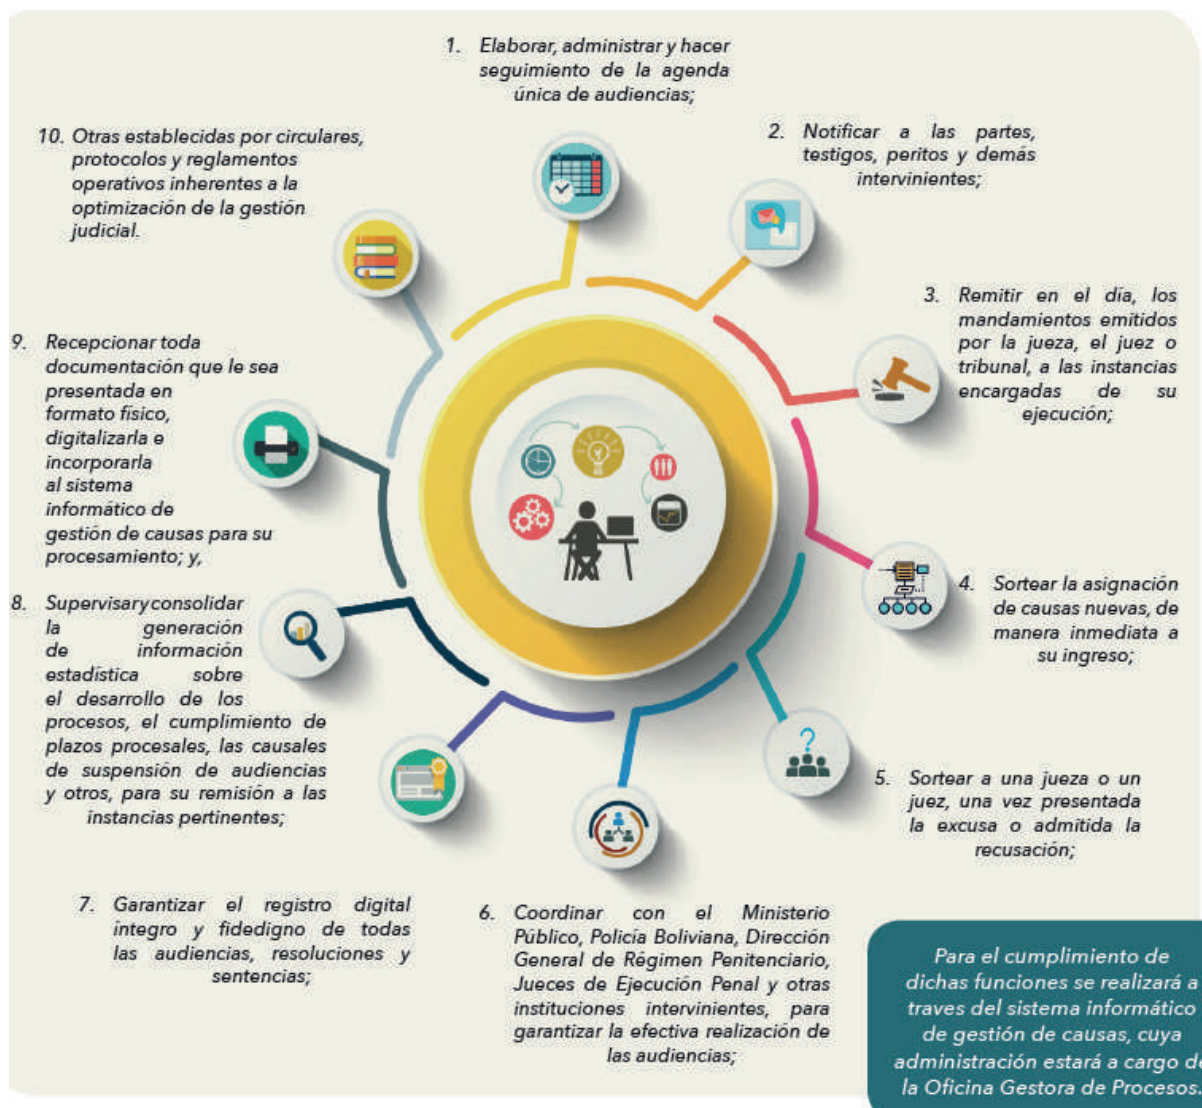 1. Elaborar, administrar y hacer
seguimiento de la agenda
única de audiencias;
2. Notificar a las partes,
testigos, peritos y demás
intervinientes;
3. Remitir en el día, los
mandamientos emitidos
por la jueza, el juez o
tribunal, a las instancias
encargadas de su
ejecución;
4. Sortear la asignación
de causas nuevas, de
manera inmediata a
su ingreso;
5. Sortear a una jueza o un
juez, una vez presentada
la excusa o admitida la
recusación;
6. Coordinar con el Ministerio
Público, Policía Boliviana, Dirección
General de Régimen Penitenciario,
Jueces de Ejecución Penal y otras
instituciones intervinientes, para
garantizar la efectiva realización de
las audiencias;
7. Garantizar el registro digital
íntegro y fidedigno de todas
las audiencias, resoluciones y
sentencias;
8. Supervisar y consolidar
la generación
de información
estadística sobre
el desarrollo de los
procesos, el cumplimiento de
plazos procesales, las causales
de suspensión de audiencias
y otros, para su remisión a las
instancias pertinentes;
9. Recepcionar toda
documentación que le sea
presentada en
formato físico,
digitalizarla e
incorporarla
al sistema
informático de
gestión de causas para su
procesamiento; y,
10. Otras establecidas por circulares,
protocolos y reglamentos
operativos inherentes a la
optimización de la gestión
judicial.
Para el cumplimiento de
dichas funciones se realizará a
traves del sistema informático
de gestión de causas, cuya
administración estará a cargo de
la Oficina Gestora de Procesos.